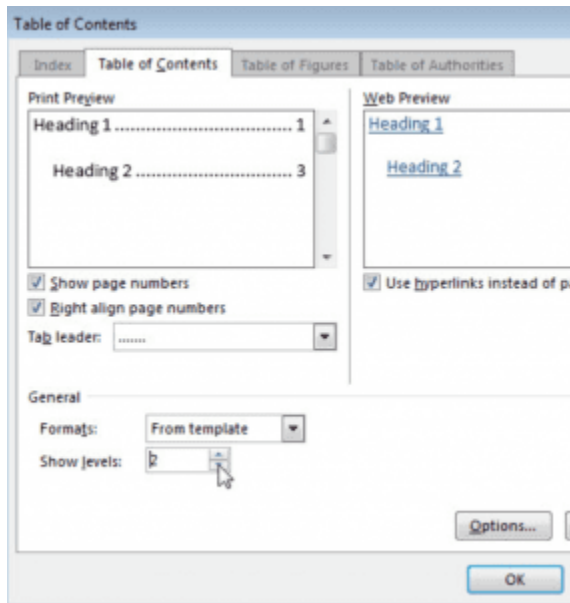 Table of Contents
Index Table of Contents Table of Figures Table of Authorities
Print Preview
Heading 1 .................................... 1
Heading 2 ................................ 3
Web Preview
Heading 1
Heading 2
Show page numbers
Right align page numbers
Tab leader: .......
Use hyperlinks instead of p
General
Formats: From template
Show levels: 2
Options...
OK